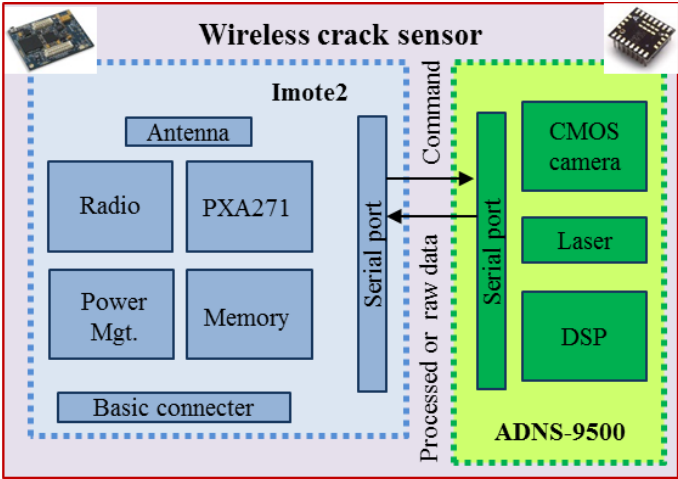 Wireless crack sensor
Imote2
Antenna
Radio
PXA271
Power
Mgt.
Memory
Basic connecter
Serial port
Command
Processed or raw data
Serial port
CMOS
camera
Laser
DSP
ADNS-9500